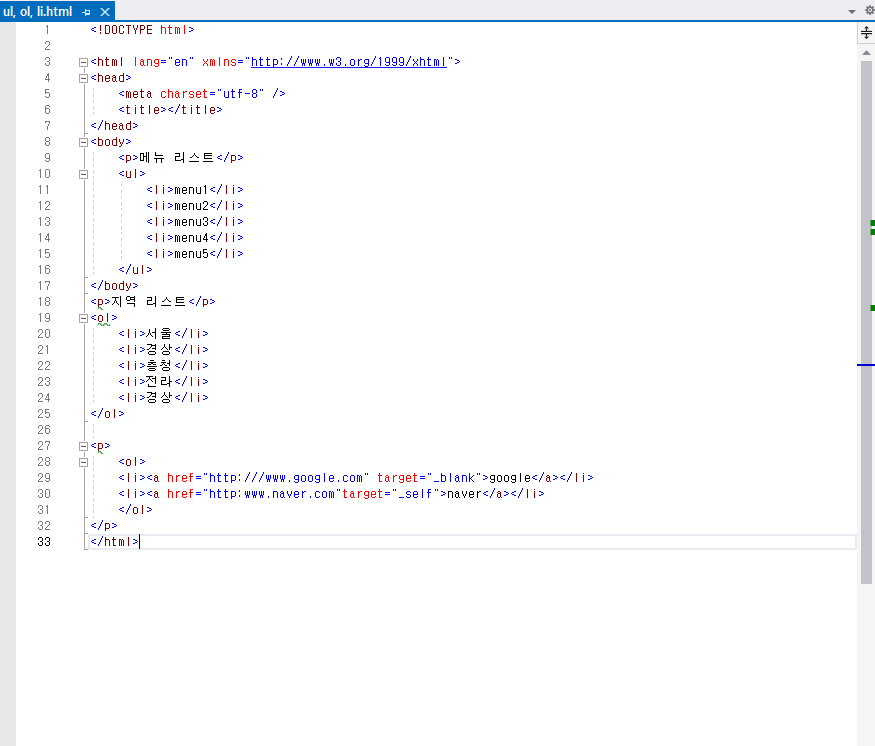 ul, ol, li.html
1 <!DOCTYPE html>
2
3 <html lang="en" xmlns="http://www.w3.org/1999/xhtml">
4 <head>
5     <meta charset="utf-8" />
6     <title></title>
7 </head>
8 <body>
9     <p>메뉴 리스트</p>
10     <ul>
11         <li>menu1</li>
12         <li>menu2</li>
13         <li>menu3</li>
14         <li>menu4</li>
15         <li>menu5</li>
16     </ul>
17 </body>
18 <p>지역 리스트</p>
19 <ol>
20     <li>서울</li>
21     <li>경상</li>
22     <li>충청</li>
23     <li>전라</li>
24     <li>경상</li>
25 </ol>
26
27 <p>
28     <ol>
29     <li><a href="http:///www.google.com" target="_blank">google</a></li>
30     <li><a href="http:www.naver.com"target="_self">naver</a></li>
31     </ol>
32 </p>
33 </html>